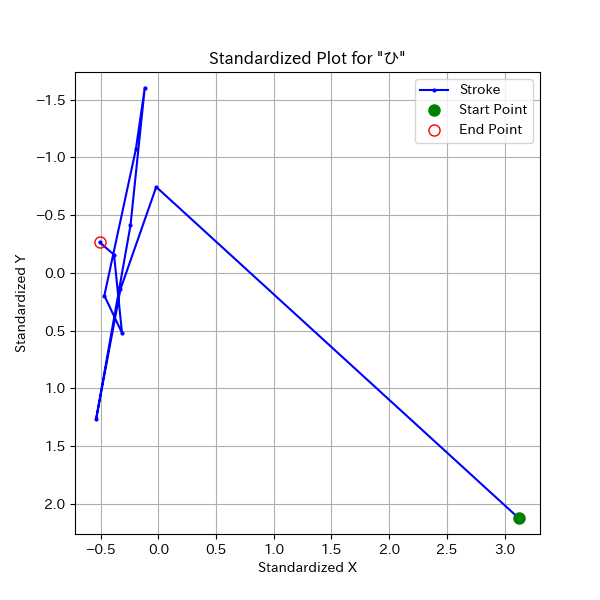 Standardized Plot for "ひ"
Stroke
Start Point
End Point
−1.5
−1.0
−0.5
0.0
0.5
1.0
1.5
2.0
Standardized Y
−0.5 0.0 0.5 1.0 1.5 2.0 2.5 3.0
Standardized X